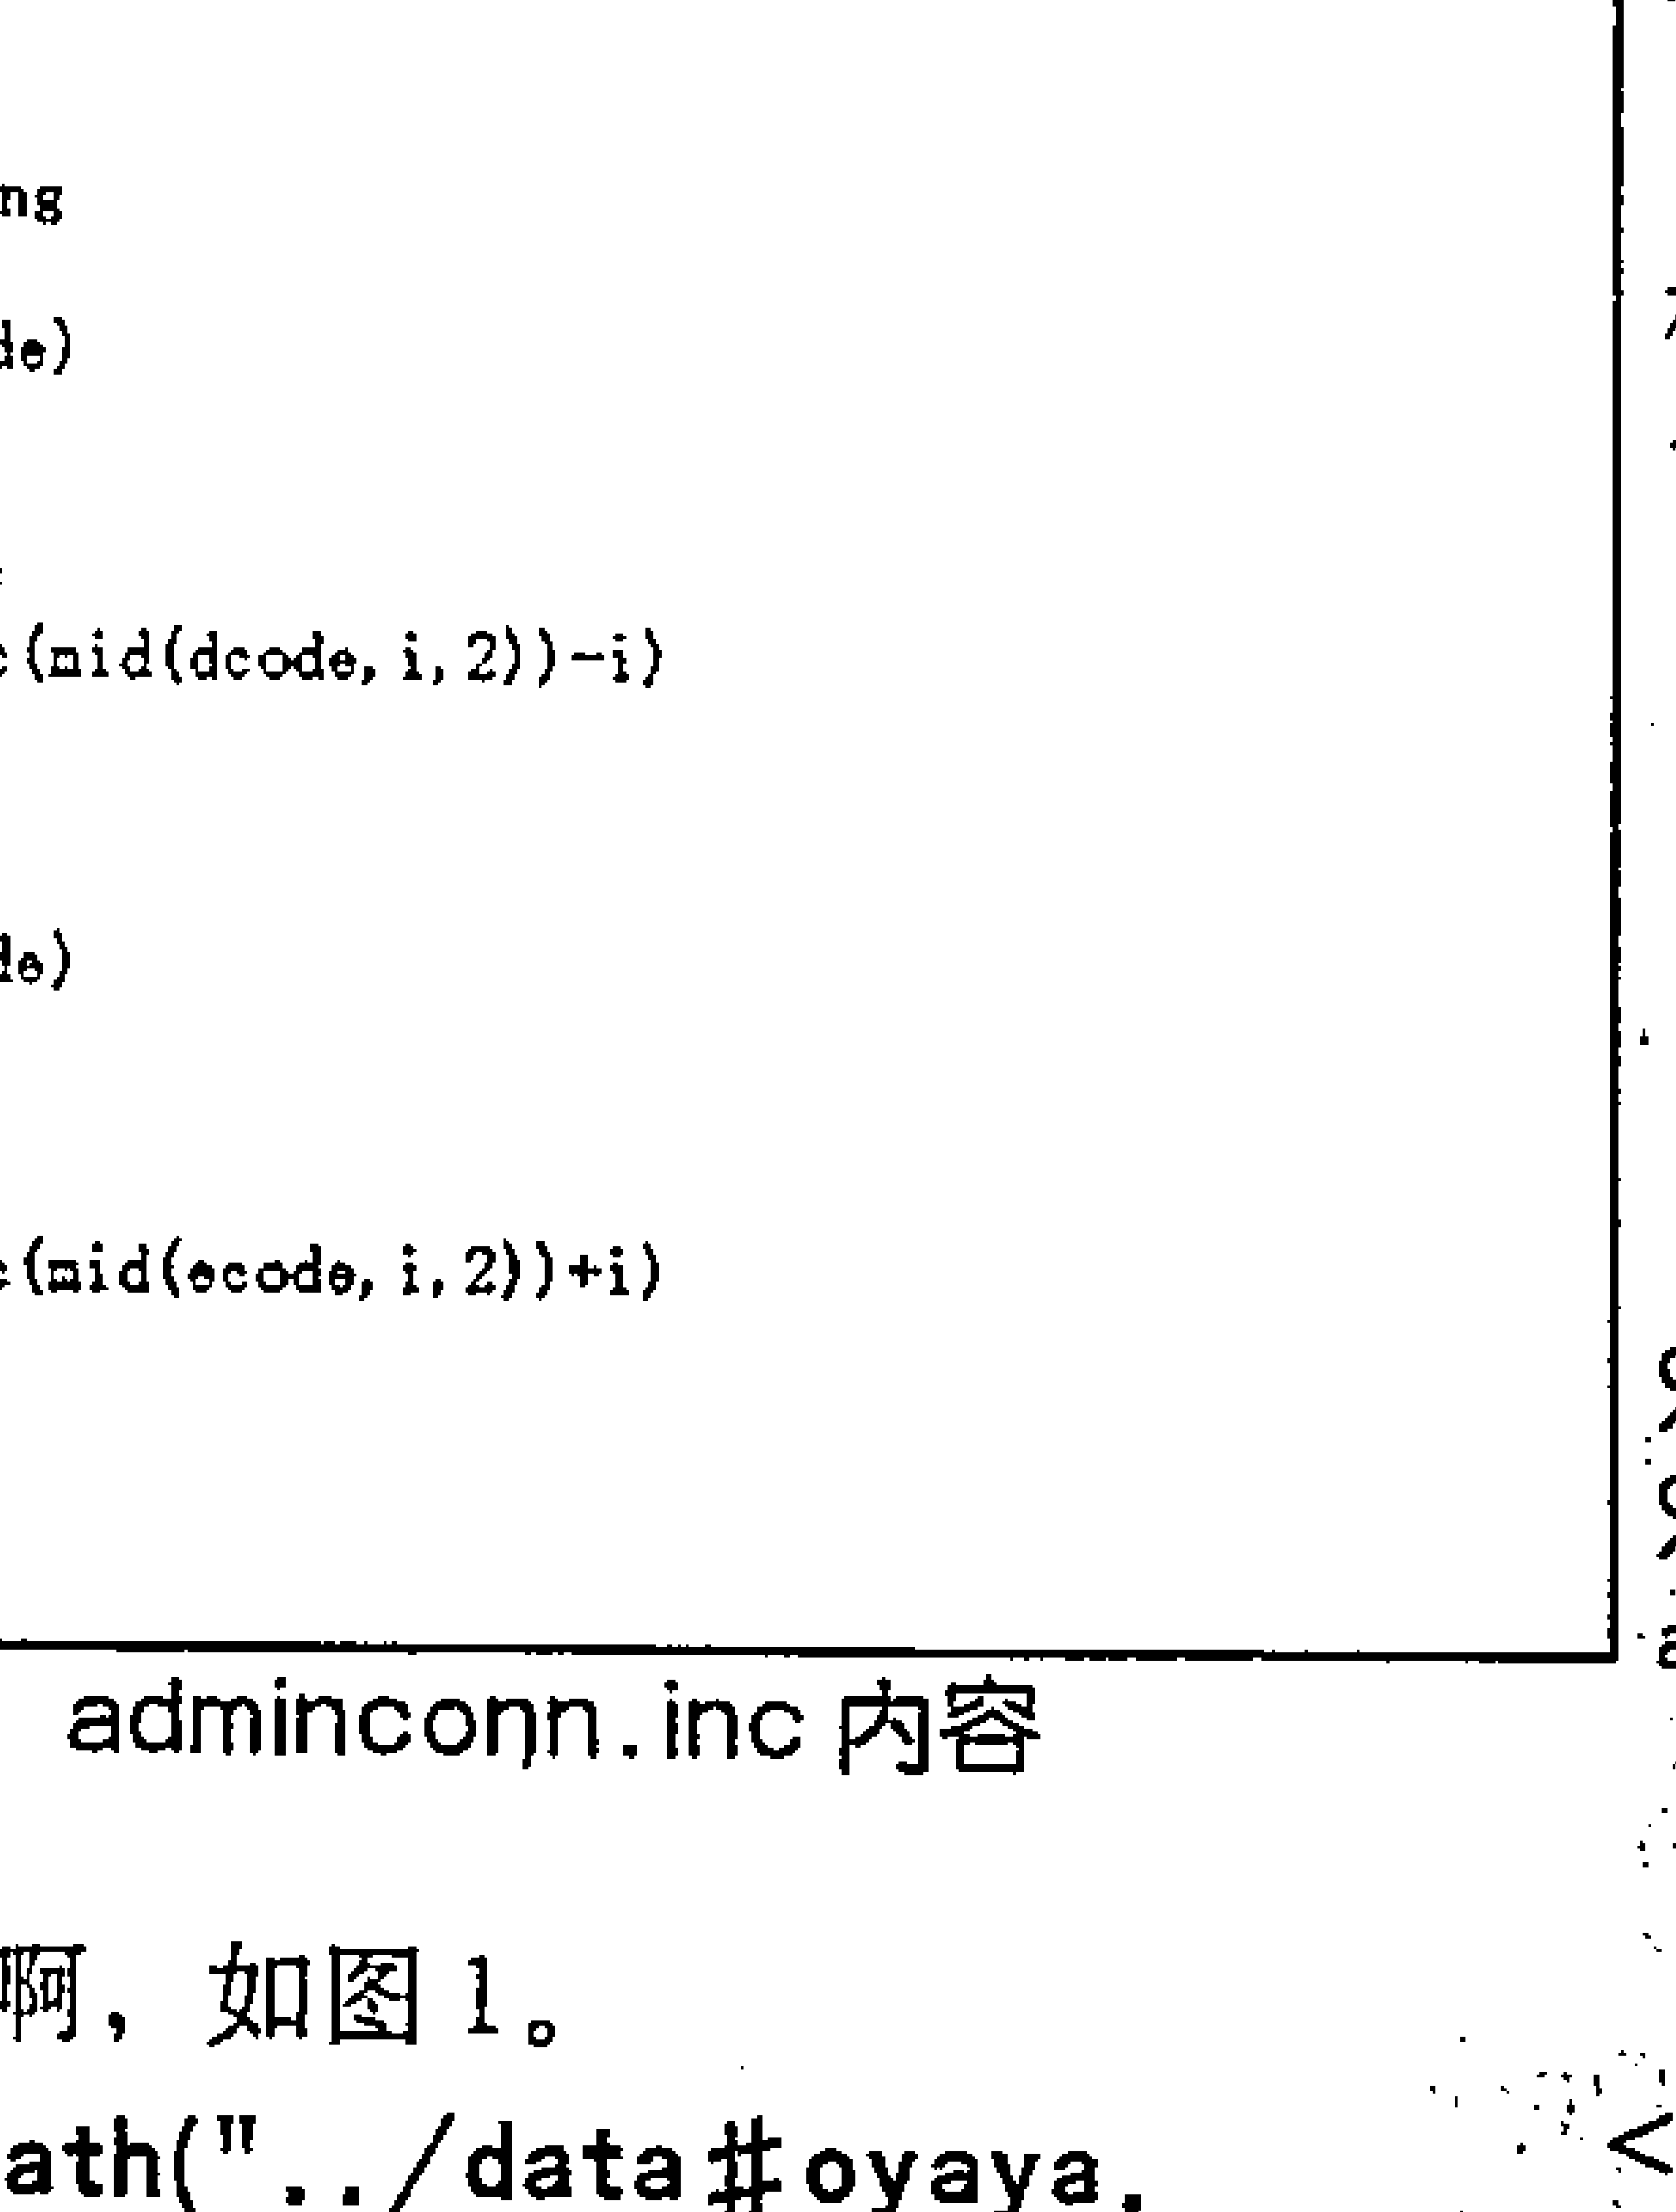 ng
de)
c(mid(dcode, i, 2))-i)
de)
c(mid(ecode, i, 2))+i)
adminconn.inc 内容
啊，如图 1。
ath("../data#oyaya.
<